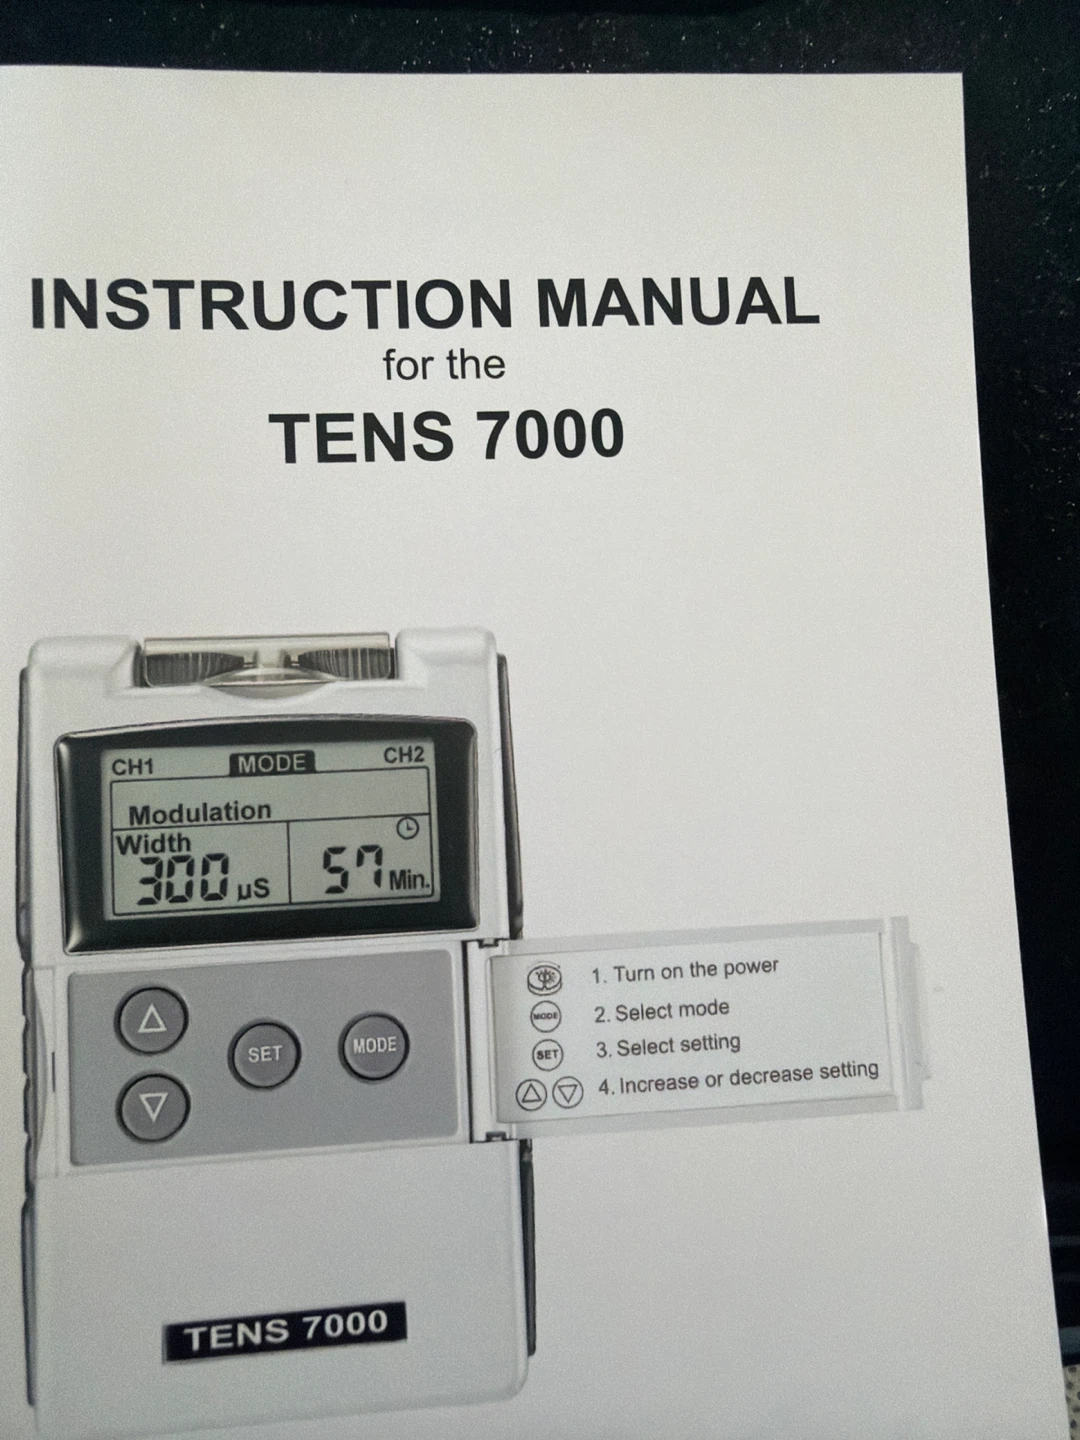 INSTRUCTION MANUAL
for the
TENS 7000
CH1 MODE CH2
Modulation
Width
300 µS 57 Min.
SET MODE
1. Turn on the power
MODE 2. Select mode
SET 3. Select setting
4. Increase or decrease setting
TENS 7000